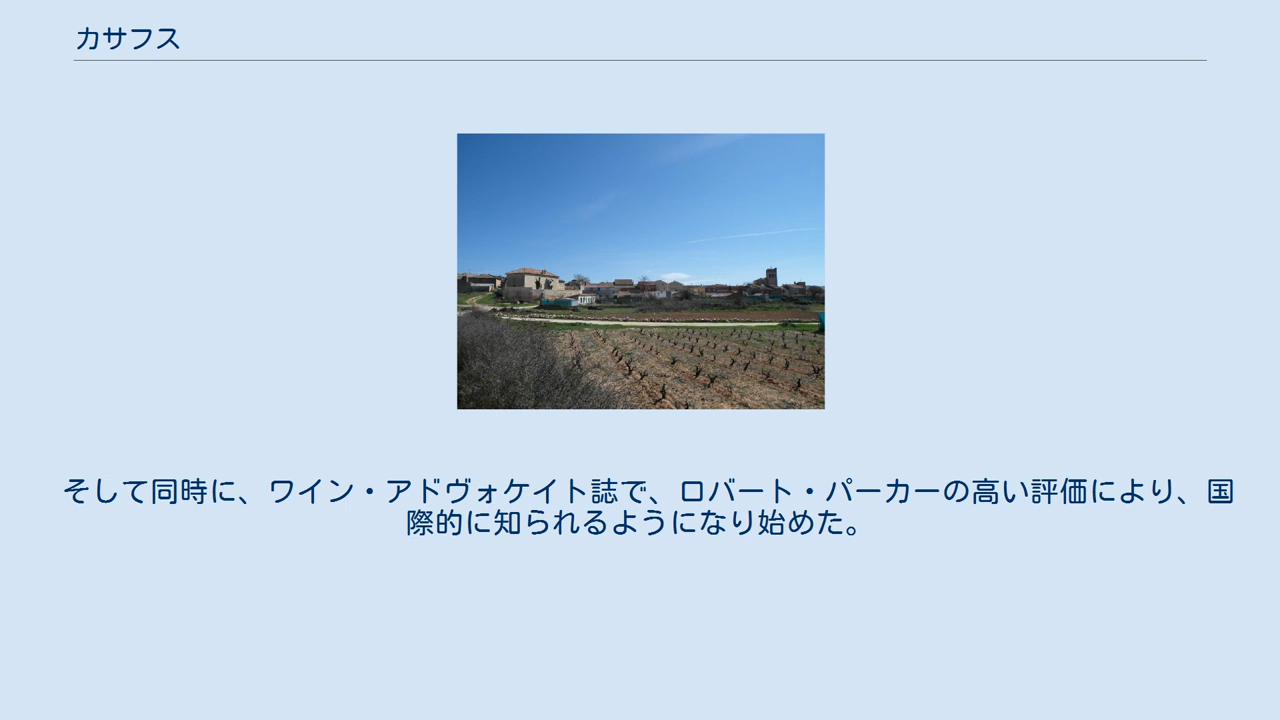 カサフス
そして同時に、ワイン・アドヴォケイト誌で、ロバート・パーカーの高い評価により、国
際的に知られるようになり始めた。